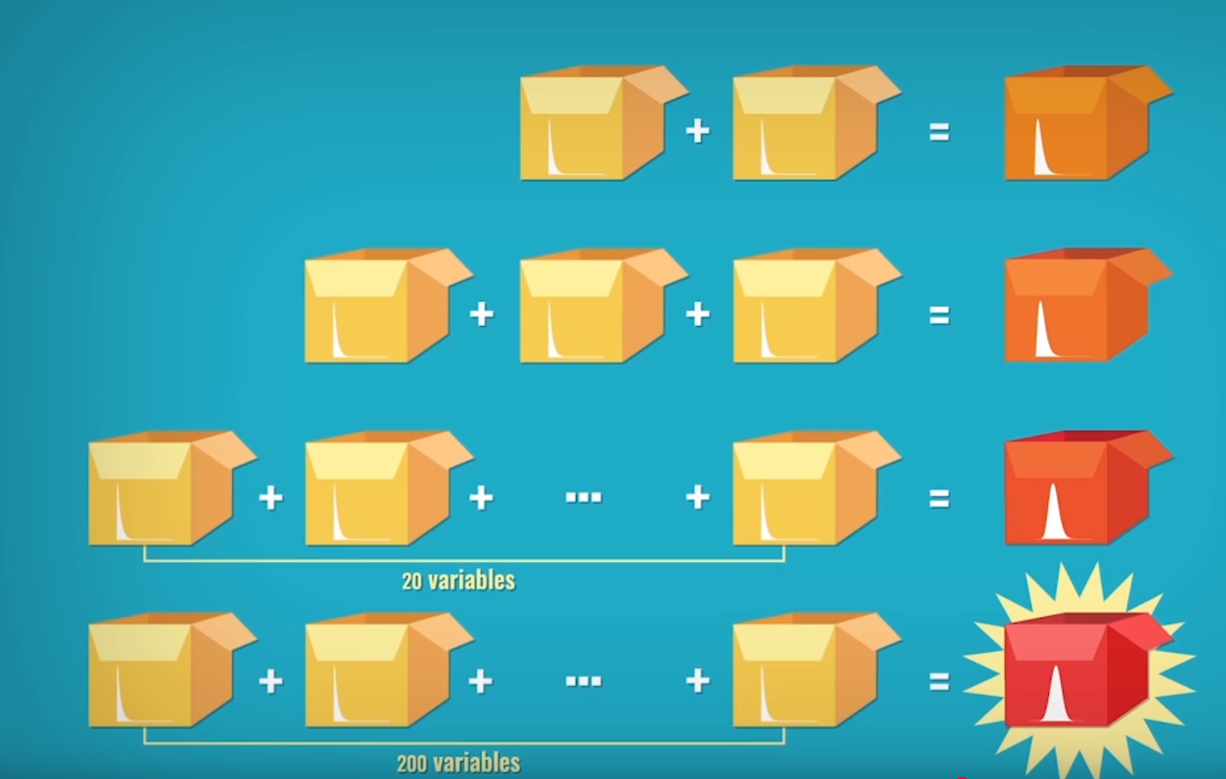 + =
+ + =
+ + ... + =
20 variables
+ + ... + =
200 variables